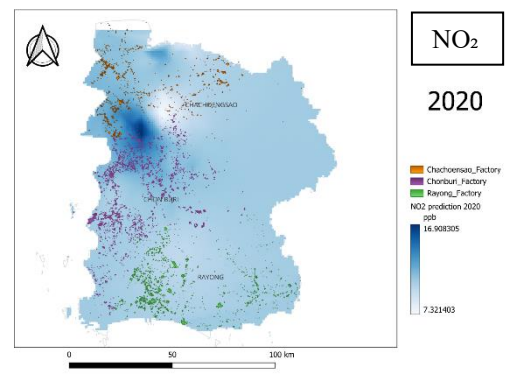 NO₂
2020
CHACHOENGSAO
CHONBURI
RAYONG
Chachoensao_Factory
Chonburi_Factory
Rayong_Factory
NO2 prediction 2020
ppb
16.908305
7.321403
0 50 100 km